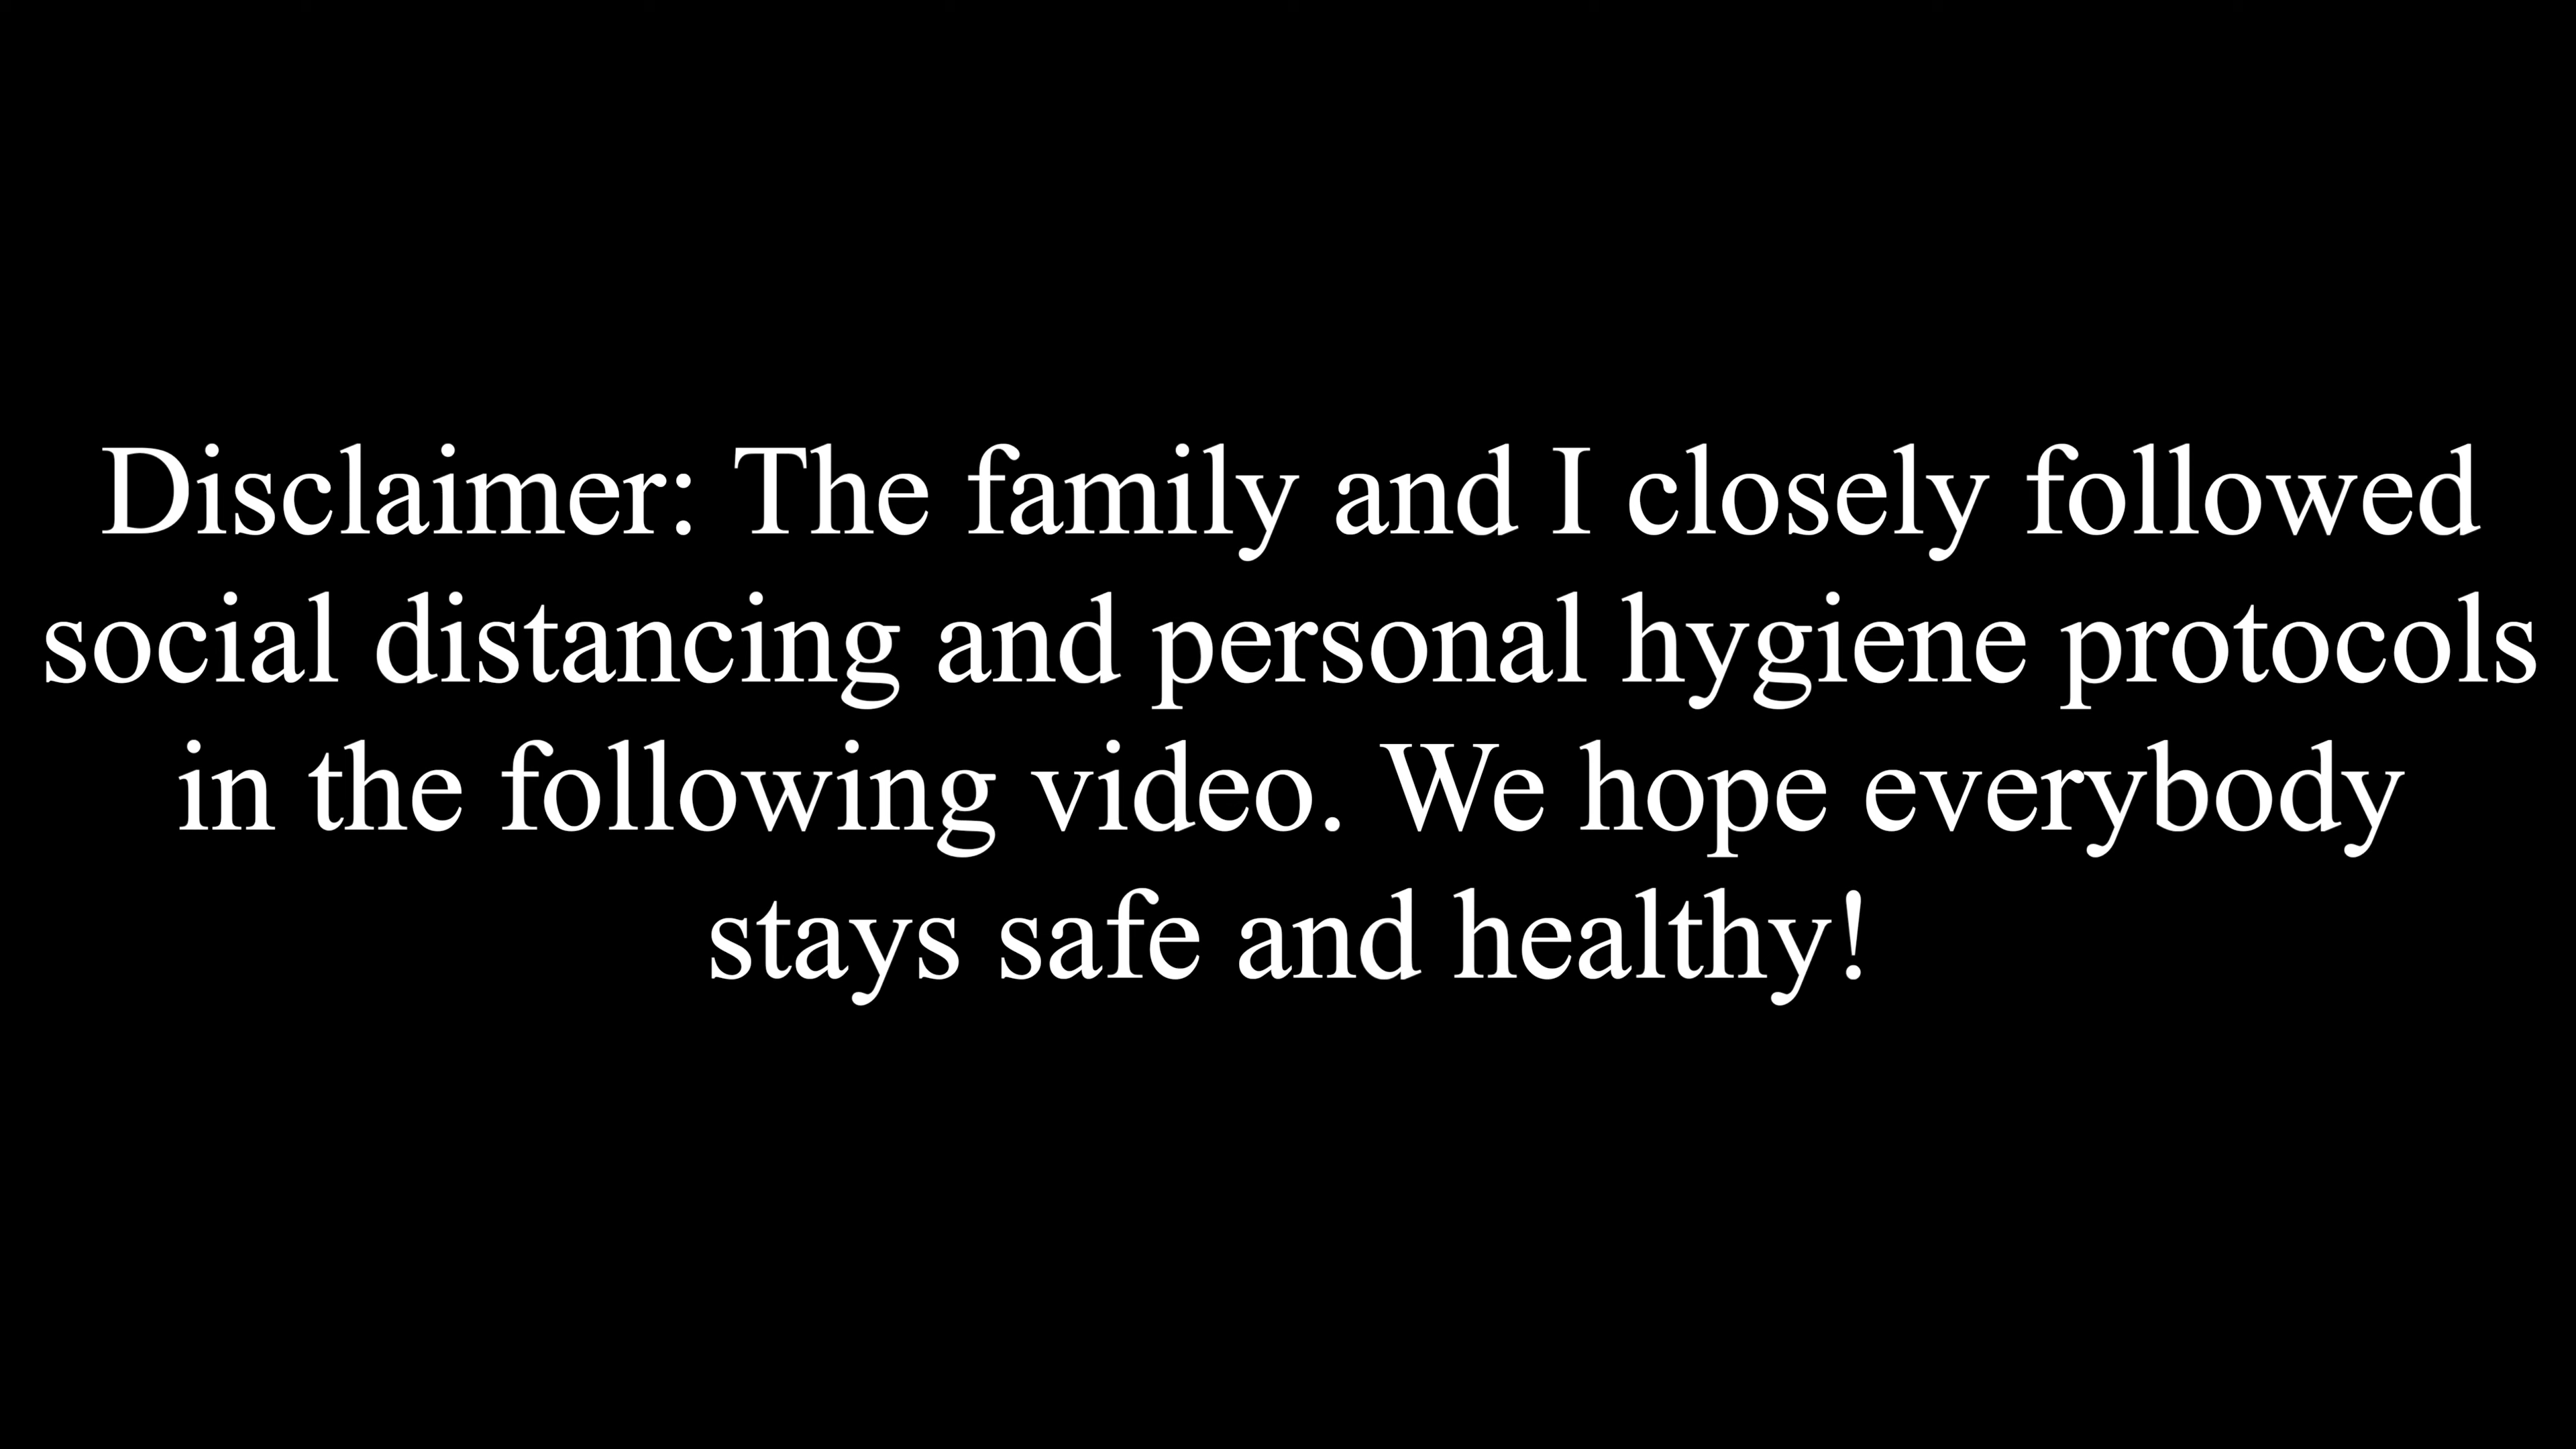 Disclaimer: The family and I closely followed
social distancing and personal hygiene protocols
in the following video. We hope everybody
stays safe and healthy!